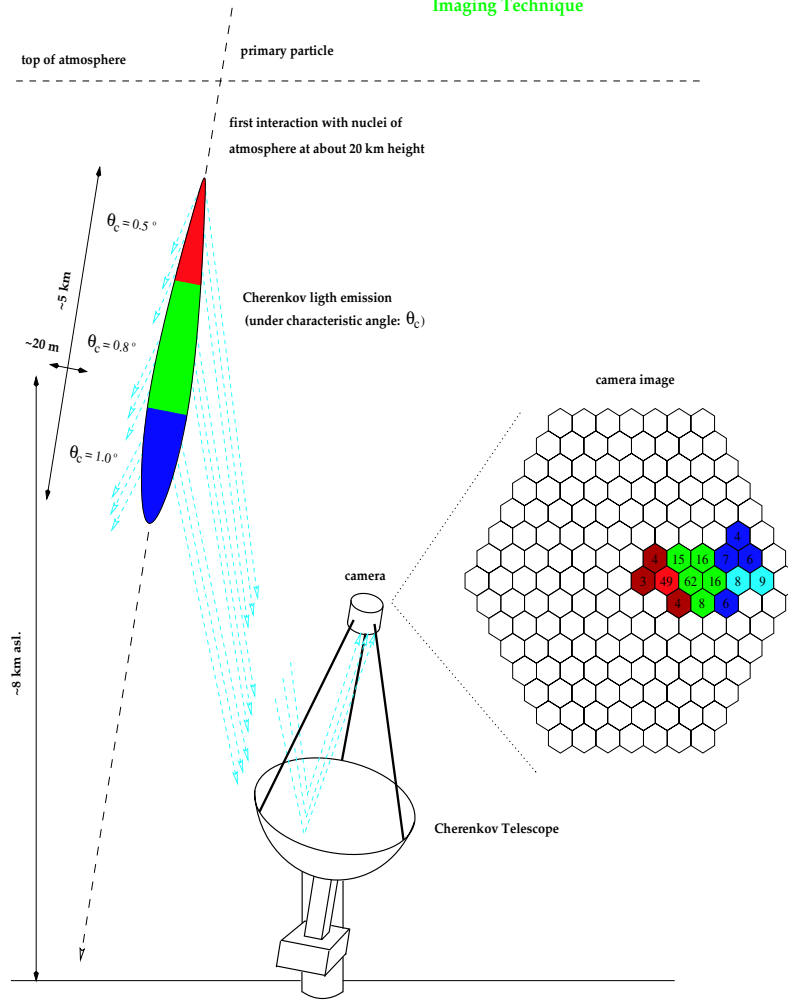 Imaging Technique
primary particle
top of atmosphere
first interaction with nuclei of
atmosphere at about 20 km height
θc = 0.5 °
~5 km
Cherenkov ligth emission
(under characteristic angle: θc)
~20 m
θc = 0.8 °
camera image
θc = 1.0 °
4
4 15 16 7 6
3 49 62 16 8 9
4 8 6
camera
~8 km asl.
Cherenkov Telescope